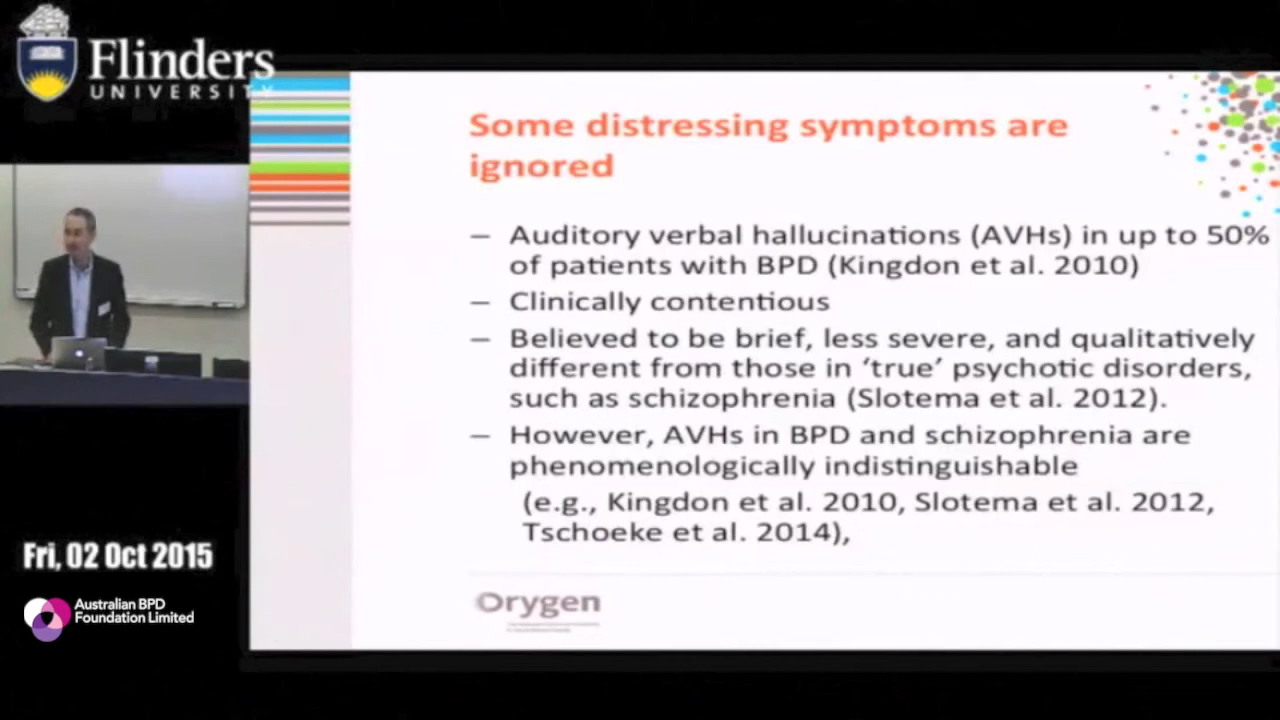 Flinders
UNIVERSITY
Some distressing symptoms are
ignored
– Auditory verbal hallucinations (AVHs) in up to 50%
of patients with BPD (Kingdon et al. 2010)
– Clinically contentious
– Believed to be brief, less severe, and qualitatively
different from those in ‘true’ psychotic disorders,
such as schizophrenia (Slotema et al. 2012).
– However, AVHs in BPD and schizophrenia are
phenomenologically indistinguishable
(e.g., Kingdon et al. 2010, Slotema et al. 2012,
Tschoeke et al. 2014),
Orygen
Fri, 02 Oct 2015
Australian BPD
Foundation Limited